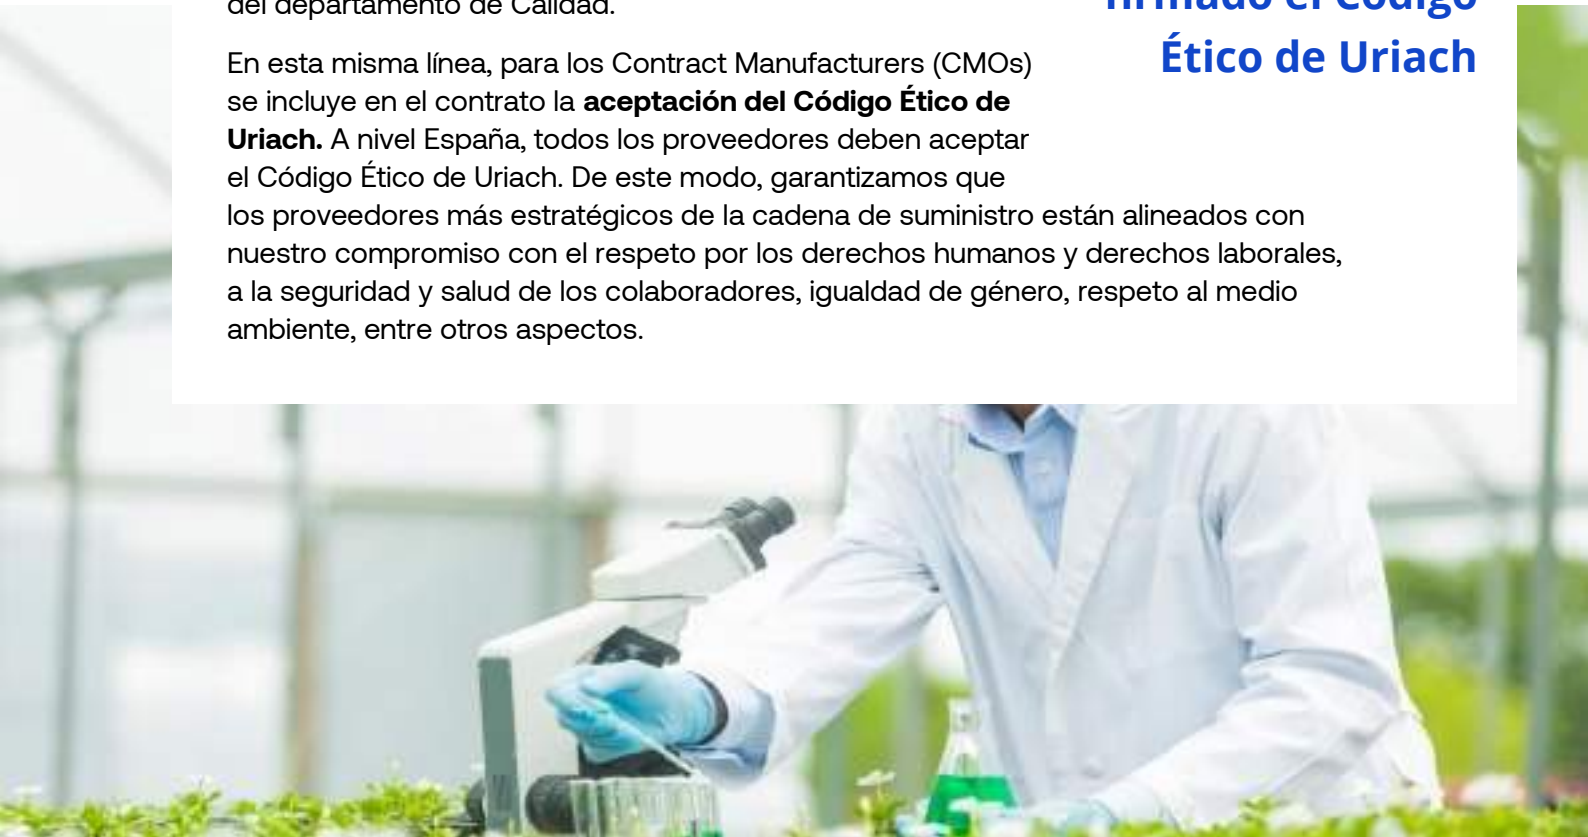 del departamento de Calidad.
En esta misma línea, para los Contract Manufacturers (CMOs)
se incluye en el contrato la aceptación del Código Ético de
Uriach. A nivel España, todos los proveedores deben aceptar
el Código Ético de Uriach. De este modo, garantizamos que
los proveedores más estratégicos de la cadena de suministro están alineados con
nuestro compromiso con el respeto por los derechos humanos y derechos laborales,
a la seguridad y salud de los colaboradores, igualdad de género, respeto al medio
ambiente, entre otros aspectos.
firmado el Código
Ético de Uriach